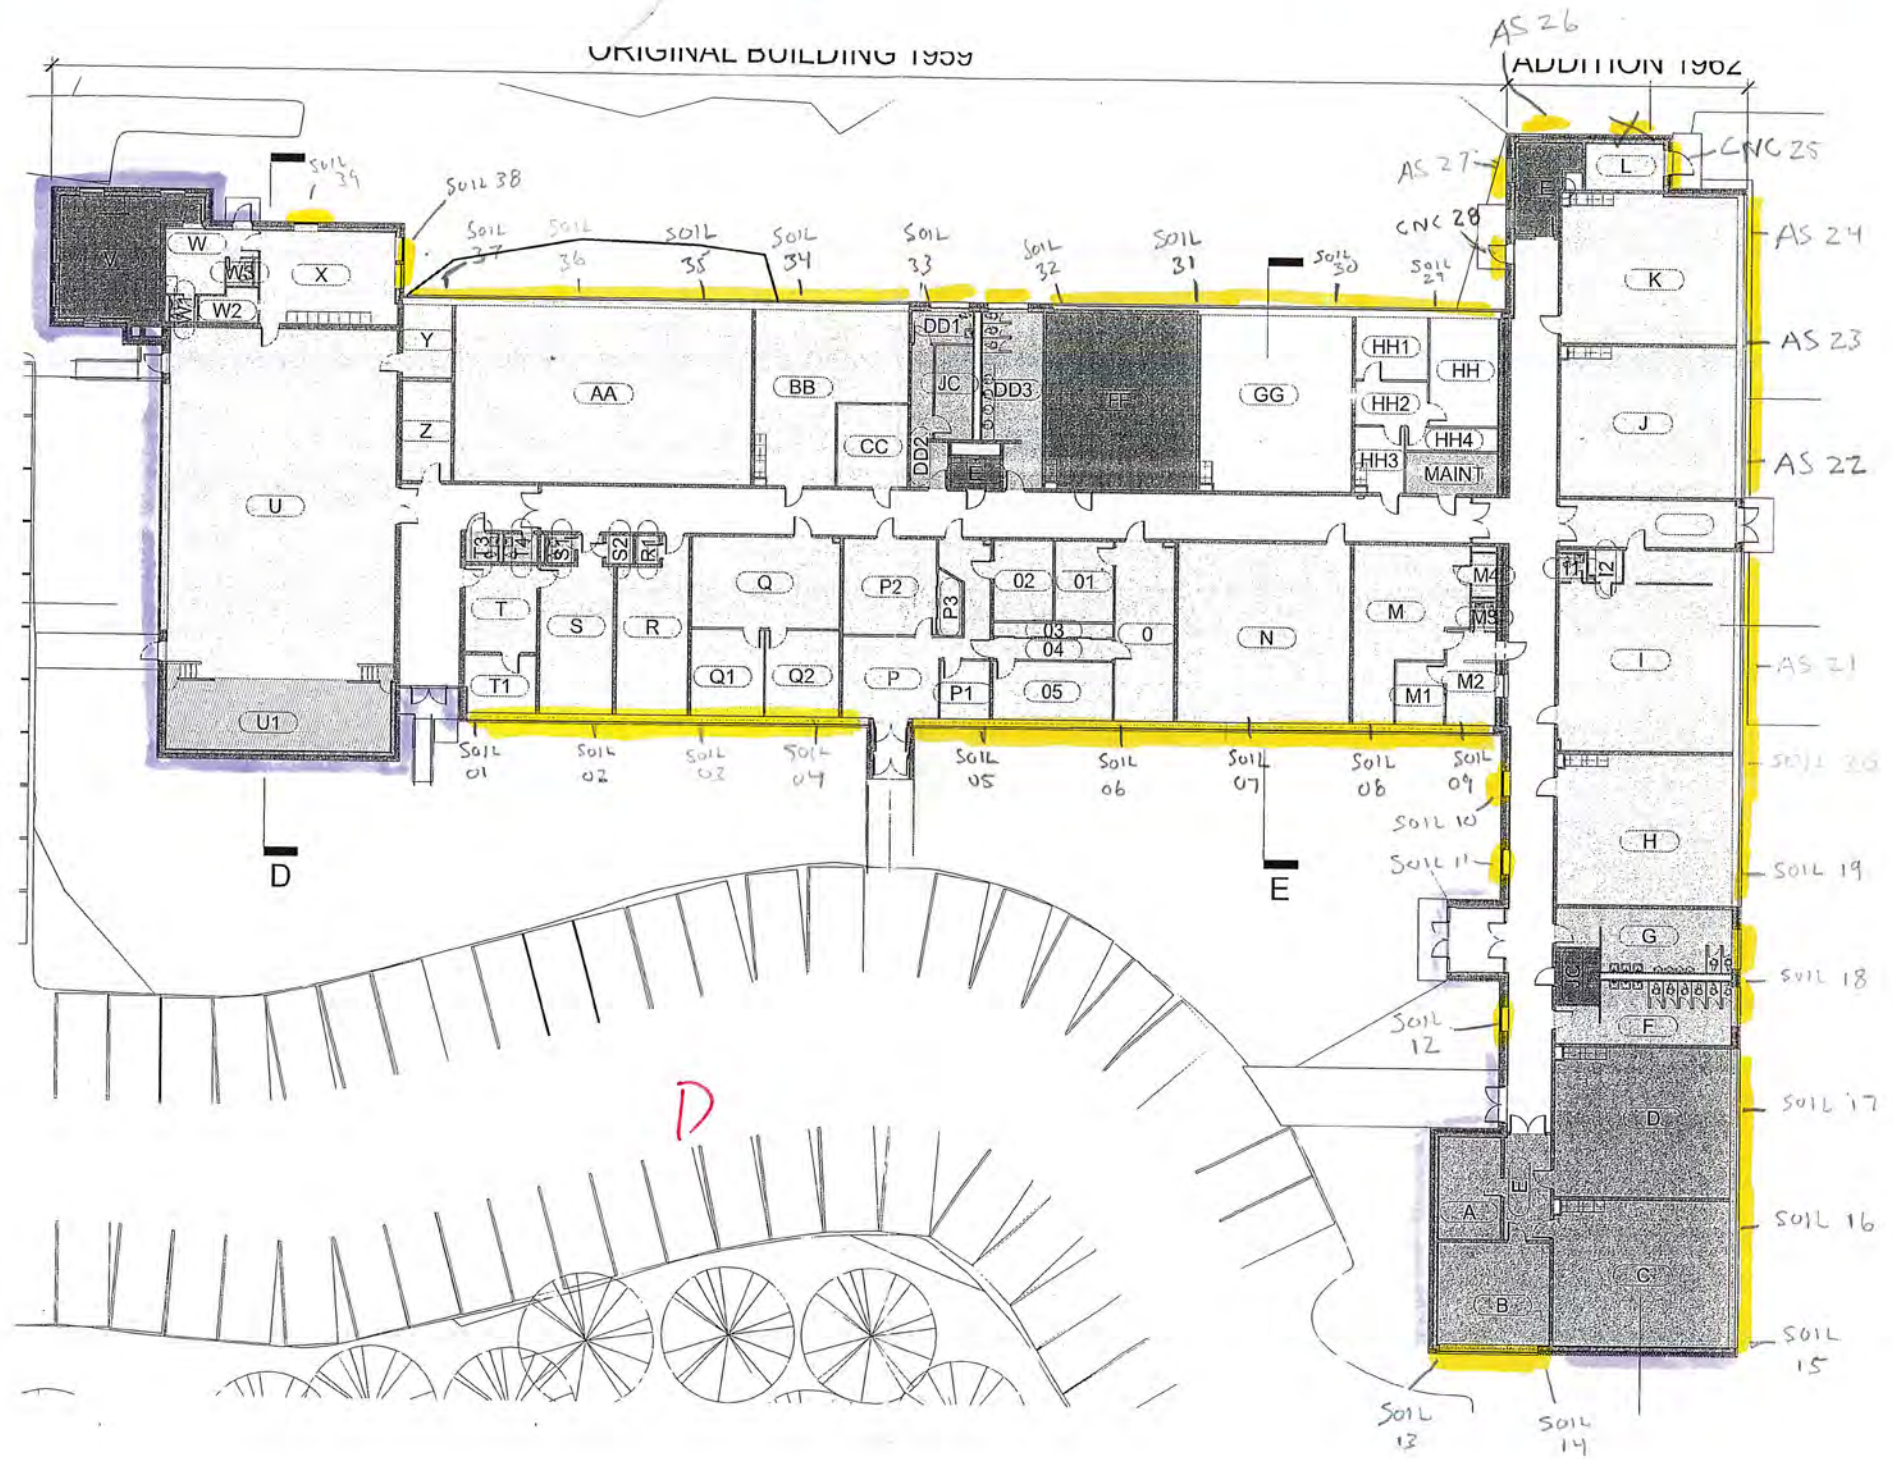 AS 26
ORIGINAL BUILDING 1959
ADDITION 1962
CNC 25
AS 27
L
E
SOIL
39
SOIL 38
CNC 28
AS 24
SOIL
37
SOIL
36
SOIL
35
SOIL
34
SOIL
33
SOIL
32
SOIL
31
SOIL
30
SOIL
29
V
W
W3
X
W1
W2
K
Y
DD1
HH1
AS 23
AA
BB
JC
DD3
FF
GG
HH
HH2
J
Z
CC
DD2
HH4
HH3
MAINT
AS 22
E
U
T3
T4
S1
S2
R1
I1
I2
Q
P2
P3
02
01
M4
T
S
R
03
04
0
N
M
M3
I
AS 21
T1
Q1
Q2
P
P1
05
M1
M2
U1
SOIL
01
SOIL
02
SOIL
03
SOIL
04
SOIL
05
SOIL
06
SOIL
07
SOIL
08
SOIL
09
SOIL 20
SOIL 10
H
SOIL 11
SOIL 19
D
E
G
JC
SOIL 18
SOIL
12
F
D
D
SOIL 17
E
A
SOIL 16
C
B
SOIL
15
SOIL
13
SOIL
14